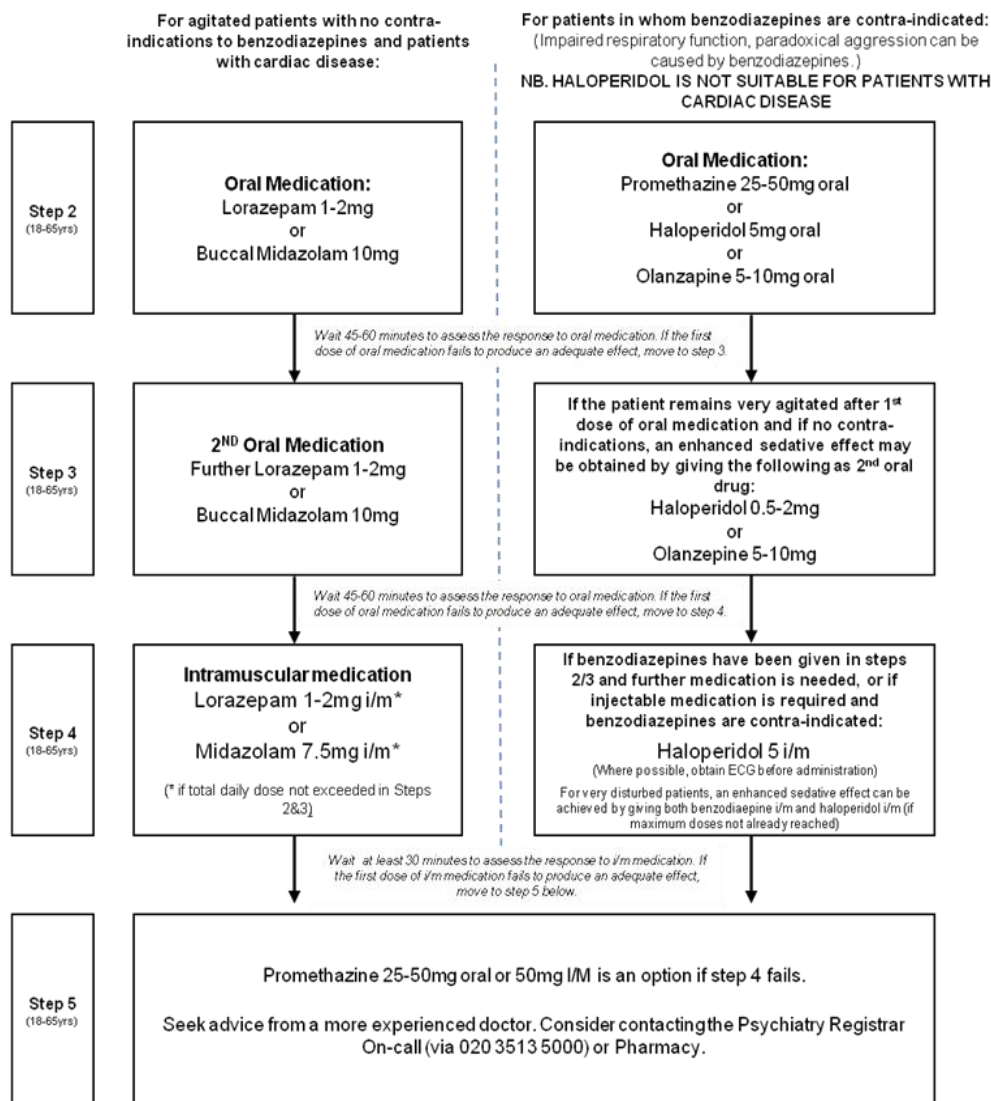 For agitated patients with no contra-
indications to benzodiazepines and patients
with cardiac disease:
For patients in whom benzodiazepines are contra-indicated:
(Impaired respiratory function, paradoxical aggression can be
caused by benzodiazepines.)
NB. HALOPERIDOL IS NOT SUITABLE FOR PATIENTS WITH
CARDIAC DISEASE
Step 2
(18-65yrs)
Oral Medication:
Lorazepam 1-2mg
or
Buccal Midazolam 10mg
Oral Medication:
Promethazine 25-50mg oral
or
Haloperidol 5mg oral
or
Olanzapine 5-10mg oral
Wait 45-60 minutes to assess the response to oral medication. If the first
dose of oral medication fails to produce an adequate effect, move to step 3.
Step 3
(18-65yrs)
2ND Oral Medication
Further Lorazepam 1-2mg
or
Buccal Midazolam 10mg
If the patient remains very agitated after 1st
dose of oral medication and if no contra-
indications, an enhanced sedative effect may
be obtained by giving the following as 2nd oral
drug:
Haloperidol 0.5-2mg
or
Olanzepine 5-10mg
Wait 45-60 minutes to assess the response to oral medication. If the first
dose of oral medication fails to produce an adequate effect, move to step 4.
Step 4
(18-65yrs)
Intramuscular medication
Lorazepam 1-2mg i/m*
or
Midazolam 7.5mg i/m*
(* if total daily dose not exceeded in Steps
2&3)
If benzodiazepines have been given in steps
2/3 and further medication is needed, or if
injectable medication is required and
benzodiazepines are contra-indicated:
Haloperidol 5 i/m
(Where possible, obtain ECG before administration)
For very disturbed patients, an enhanced sedative effect can be
achieved by giving both benzodiaepine i/m and haloperidol i/m (if
maximum doses not already reached)
Wait at least 30 minutes to assess the response to i/m medication. If
the first dose of i/m medication fails to produce an adequate effect,
move to step 5 below.
Step 5
(18-65yrs)
Promethazine 25-50mg oral or 50mg I/M is an option if step 4 fails.
Seek advice from a more experienced doctor. Consider contacting the Psychiatry Registrar
On-call (via 020 3513 5000) or Pharmacy.